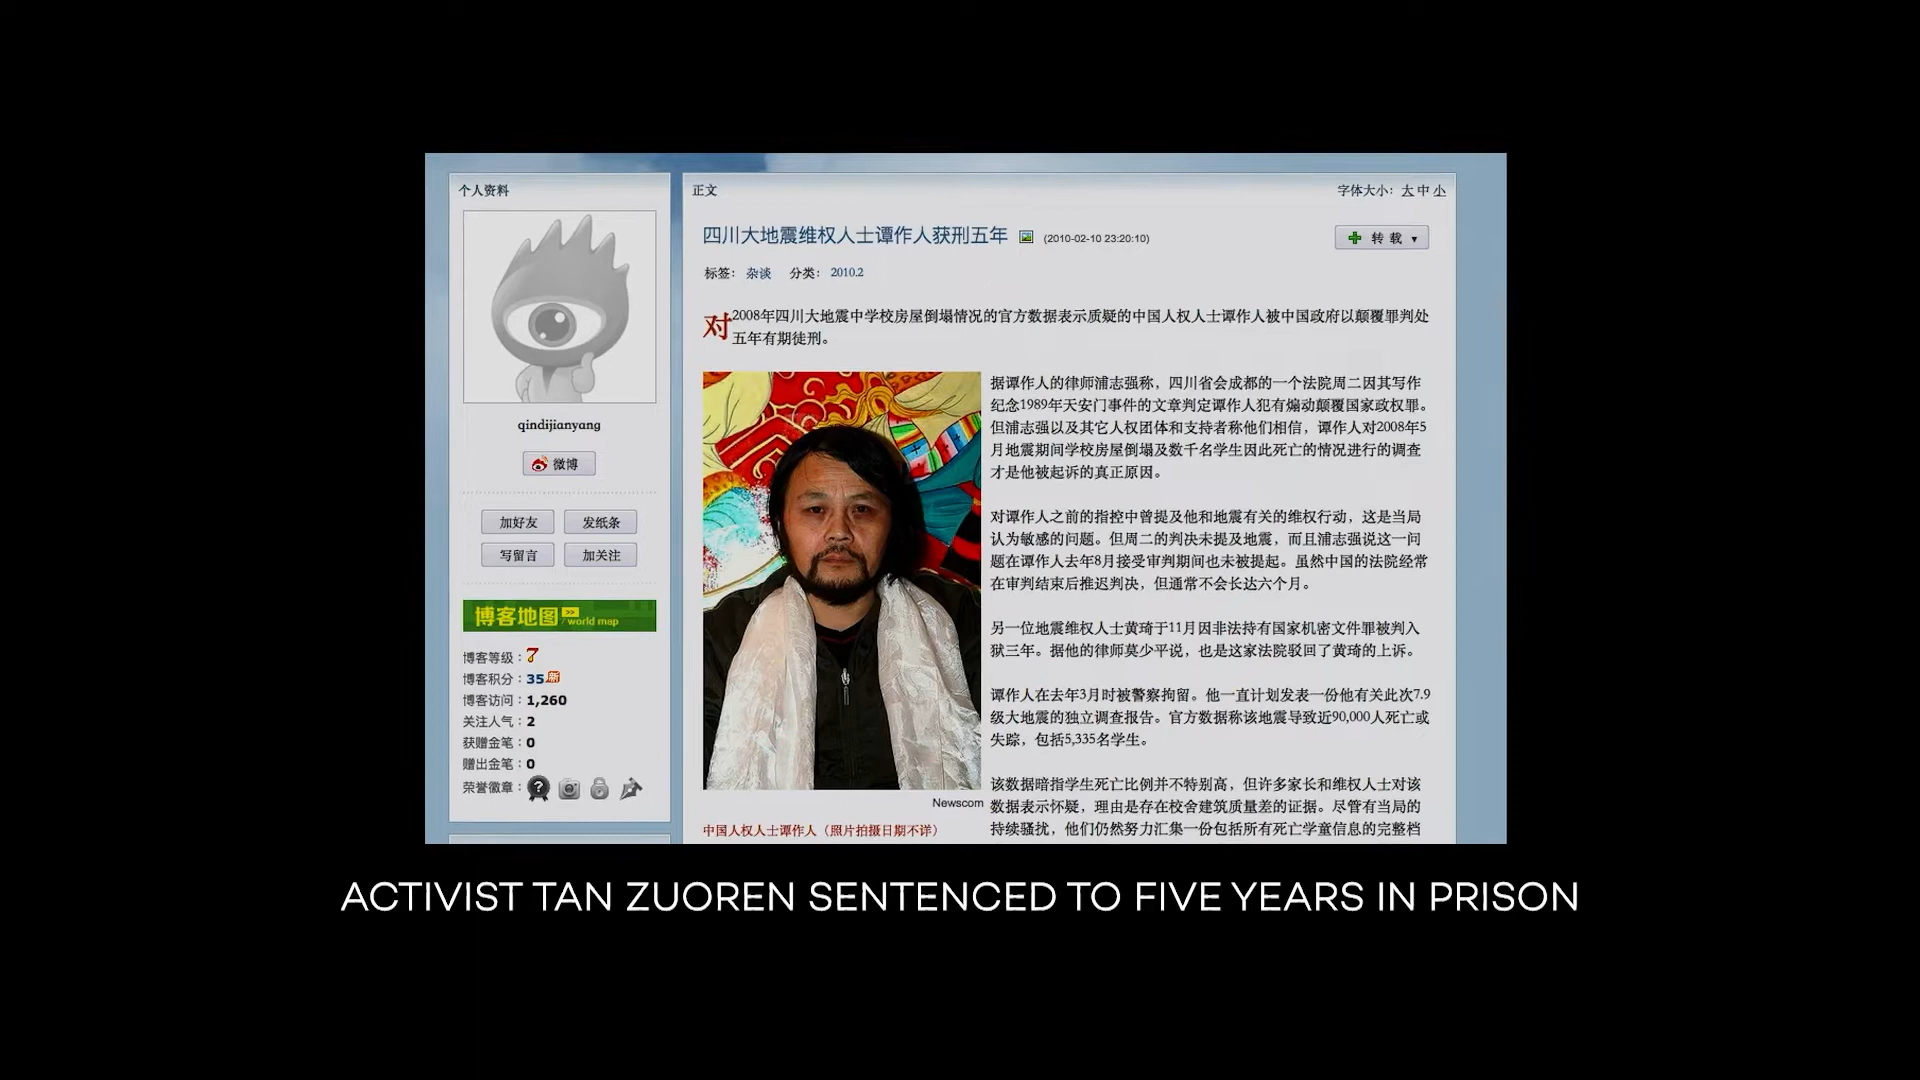 个人资料
qindijianyang
微博
加好友 发纸条
写留言 加关注
博客地图 >> / world map
博客等级：7
博客积分：35新
博客访问：1,260
关注人气：2
获赠金笔：0
赠出金笔：0
荣誉徽章：?
正文
字体大小：大 中 小
四川大地震维权人士谭作人获刑五年 (2010-02-10 23:20:10)
转载 ▼
标签： 杂谈 分类： 2010.2
对2008年四川大地震中学校房屋倒塌情况的官方数据表示质疑的中国人权人士谭作人被中国政府以颠覆罪判处
五年有期徒刑。
据谭作人的律师浦志强称，四川省会成都的一个法院周二因其写作
纪念1989年天安门事件的文章判定谭作人犯有煽动颠覆国家政权罪。
但浦志强以及其它人权团体和支持者称他们相信，谭作人对2008年5
月地震期间学校房屋倒塌及数千名学生因此死亡的情况进行的调查
才是他被起诉的真正原因。
对谭作人之前的指控中曾提及他和地震有关的维权行动，这是当局
认为敏感的问题。但周二的判决未提及地震，而且浦志强说这一问
题在谭作人去年8月接受审判期间也未被提起。虽然中国的法院经常
在审判结束后推迟判决，但通常不会长达六个月。
另一位地震维权人士黄琦于11月因非法持有国家机密文件罪被判入
狱三年。据他的律师莫少平说，也是这家法院驳回了黄琦的上诉。
谭作人在去年3月时被警察拘留。他一直计划发表一份他有关此次7.9
级大地震的独立调查报告。官方数据称该地震导致近90,000人死亡或
失踪，包括5,335名学生。
该数据暗指学生死亡比例并不特别高，但许多家长和维权人士对该
数据表示怀疑，理由是存在校舍建筑质量差的证据。尽管有当局的
持续骚扰，他们仍然努力汇集一份包括所有死亡学童信息的完整档
Newscom
中国人权人士谭作人（照片拍摄日期不详）
ACTIVIST TAN ZUOREN SENTENCED TO FIVE YEARS IN PRISON